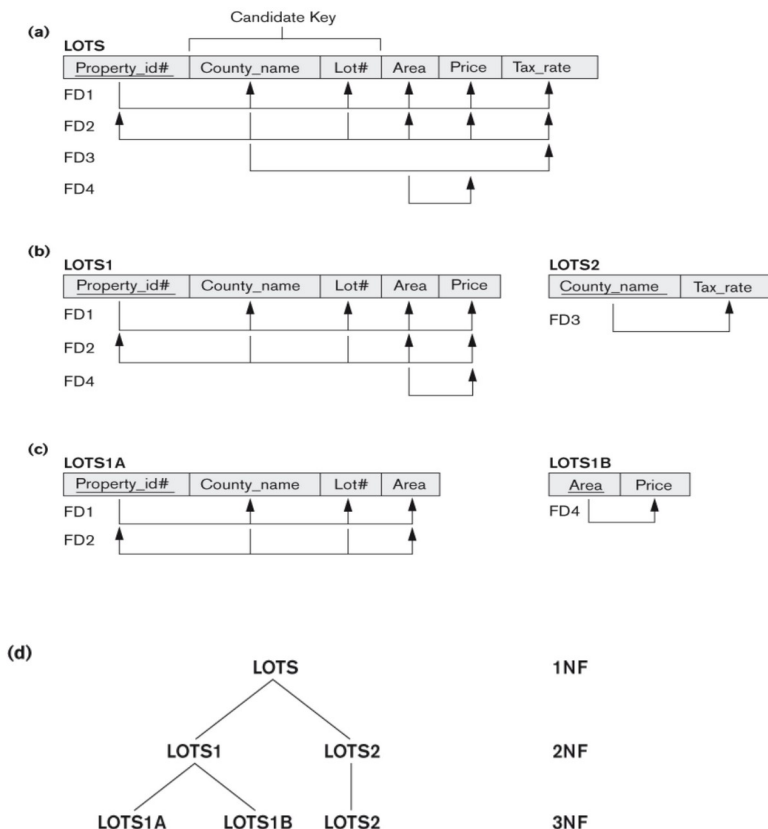 Candidate Key
(a)
LOTS
Property_id# County_name Lot# Area Price Tax_rate
FD1
FD2
FD3
FD4
(b)
LOTS1
Property_id# County_name Lot# Area Price
FD1
FD2
FD4
LOTS2
County_name Tax_rate
FD3
(c)
LOTS1A
Property_id# County_name Lot# Area
FD1
FD2
LOTS1B
Area Price
FD4
(d)
LOTS 1NF
LOTS1 LOTS2 2NF
LOTS1A LOTS1B LOTS2 3NF